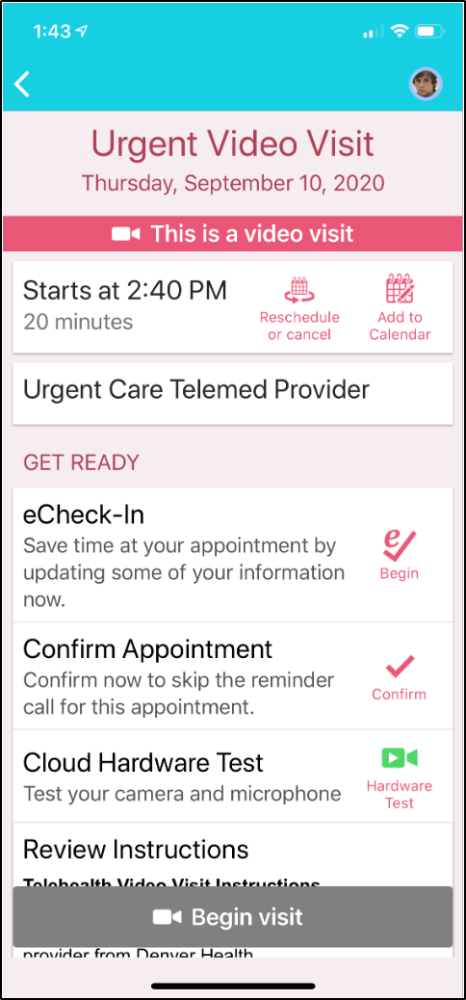 1:43
Urgent Video Visit
Thursday, September 10, 2020
This is a video visit
Starts at 2:40 PM
20 minutes
Reschedule
or cancel
Add to
Calendar
Urgent Care Telemed Provider
GET READY
eCheck-In
Save time at your appointment by
updating some of your information
now.
e
Begin
Confirm Appointment
Confirm now to skip the reminder
call for this appointment.
Confirm
Cloud Hardware Test
Test your camera and microphone
Hardware
Test
Review Instructions
Telehealth Video Visit Instructions
Begin visit
provider from Denver Health